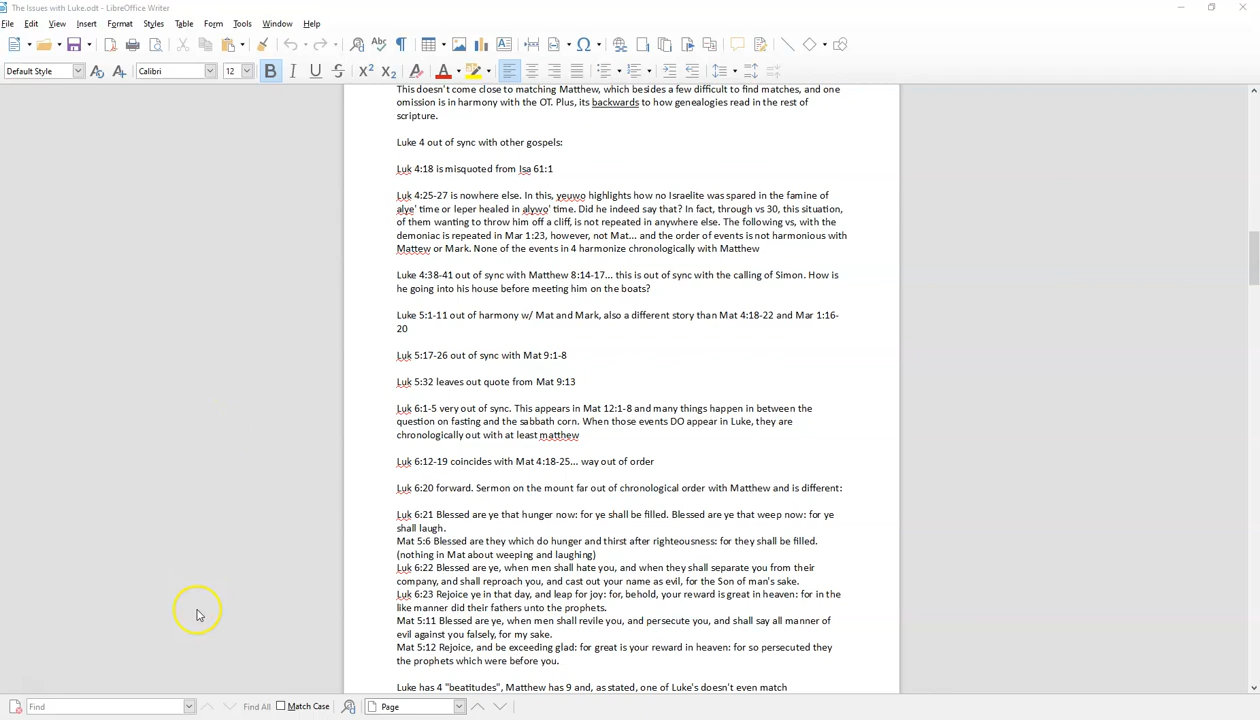 The Issues with Luke.odt - LibreOffice Writer
File Edit View Insert Format Styles Table Form Tools Window Help
Default Style Calibri 12
This doesn't come close to matching Matthew, which besides a few difficult to find matches, and one
omission is in harmony with the OT. Plus, its backwards to how genealogies read in the rest of
scripture.
Luke 4 out of sync with other gospels:
Luk 4:18 is misquoted from Isa 61:1
Luk 4:25-27 is nowhere else. In this, yeuwo highlights how no Israelite was spared in the famine of
alye' time or leper healed in alywo' time. Did he indeed say that? In fact, through vs 30, this situation,
of them wanting to throw him off a cliff, is not repeated in anywhere else. The following vs, with the
demoniac is repeated in Mar 1:23, however, not Mat... and the order of events is not harmonious with
Mattew or Mark. None of the events in 4 harmonize chronologically with Matthew
Luke 4:38-41 out of sync with Matthew 8:14-17... this is out of sync with the calling of Simon. How is
he going into his house before meeting him on the boats?
Luke 5:1-11 out of harmony w/ Mat and Mark, also a different story than Mat 4:18-22 and Mar 1:16-
20
Luk 5:17-26 out of sync with Mat 9:1-8
Luk 5:32 leaves out quote from Mat 9:13
Luk 6:1-5 very out of sync. This appears in Mat 12:1-8 and many things happen in between the
question on fasting and the sabbath corn. When those events DO appear in Luke, they are
chronologically out with at least matthew
Luk 6:12-19 coincides with Mat 4:18-25... way out of order
Luk 6:20 forward. Sermon on the mount far out of chronological order with Matthew and is different:
Luk 6:21 Blessed are ye that hunger now: for ye shall be filled. Blessed are ye that weep now: for ye
shall laugh.
Mat 5:6 Blessed are they which do hunger and thirst after righteousness: for they shall be filled.
(nothing in Mat about weeping and laughing)
Luk 6:22 Blessed are ye, when men shall hate you, and when they shall separate you from their
company, and shall reproach you, and cast out your name as evil, for the Son of man's sake.
Luk 6:23 Rejoice ye in that day, and leap for joy: for, behold, your reward is great in heaven: for in the
like manner did their fathers unto the prophets.
Mat 5:11 Blessed are ye, when men shall revile you, and persecute you, and shall say all manner of
evil against you falsely, for my sake.
Mat 5:12 Rejoice, and be exceeding glad: for great is your reward in heaven: for so persecuted they
the prophets which were before you.
Luke has 4 "beatitudes", Matthew has 9 and, as stated, one of Luke's doesn't even match
Find Find All Match Case Page